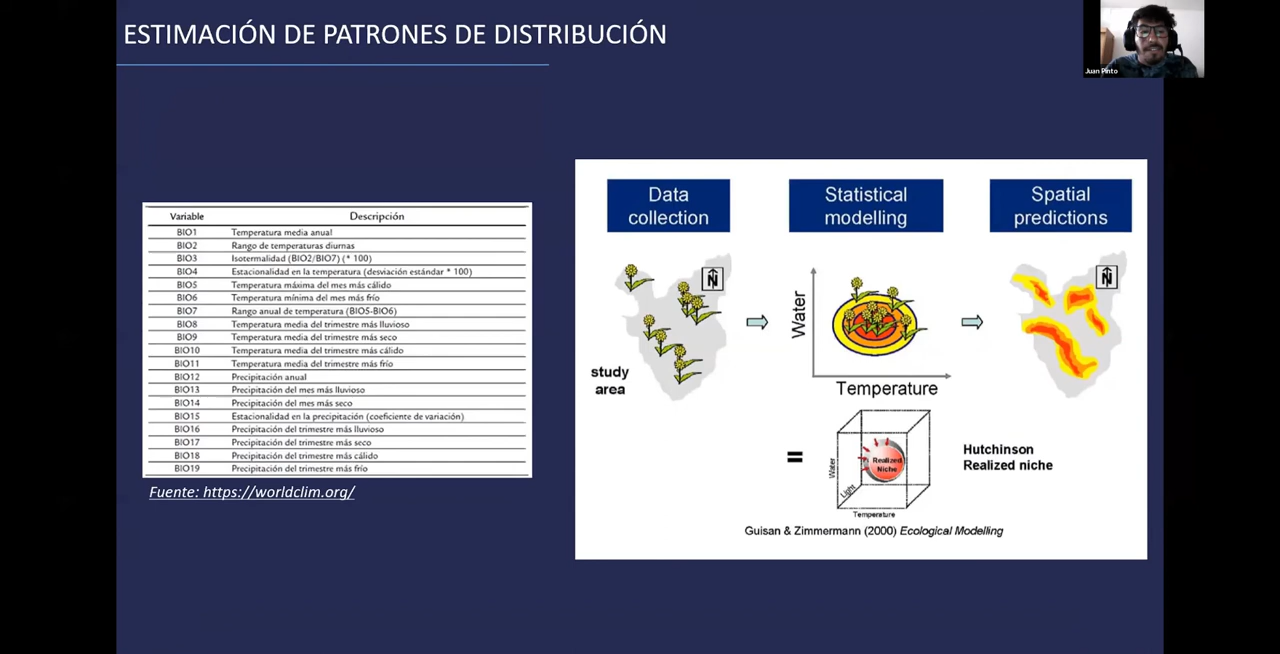 ESTIMACIÓN DE PATRONES DE DISTRIBUCIÓN
Juan Pinto
Variable Descripción
BIO1 Temperatura media anual
BIO2 Rango de temperaturas diurnas
BIO3 Isotermalidad (BIO2/BIO7) (* 100)
BIO4 Estacionalidad en la temperatura (desviación estándar * 100)
BIO5 Temperatura máxima del mes más cálido
BIO6 Temperatura mínima del mes más frío
BIO7 Rango anual de temperatura (BIO5-BIO6)
BIO8 Temperatura media del trimestre más lluvioso
BIO9 Temperatura media del trimestre más seco
BIO10 Temperatura media del trimestre más cálido
BIO11 Temperatura media del trimestre más frío
BIO12 Precipitación anual
BIO13 Precipitación del mes más lluvioso
BIO14 Precipitación del mes más seco
BIO15 Estacionalidad en la precipitación (coeficiente de variación)
BIO16 Precipitación del trimestre más lluvioso
BIO17 Precipitación del trimestre más seco
BIO18 Precipitación del trimestre más cálido
BIO19 Precipitación del trimestre más frío
Fuente: https://worldclim.org/
Data
collection
Statistical
modelling
Spatial
predictions
N
N
study
area
Water
Temperature
=
Water
Light
Temperature
Realized
Niche
Hutchinson
Realized niche
Guisan & Zimmermann (2000) Ecological Modelling